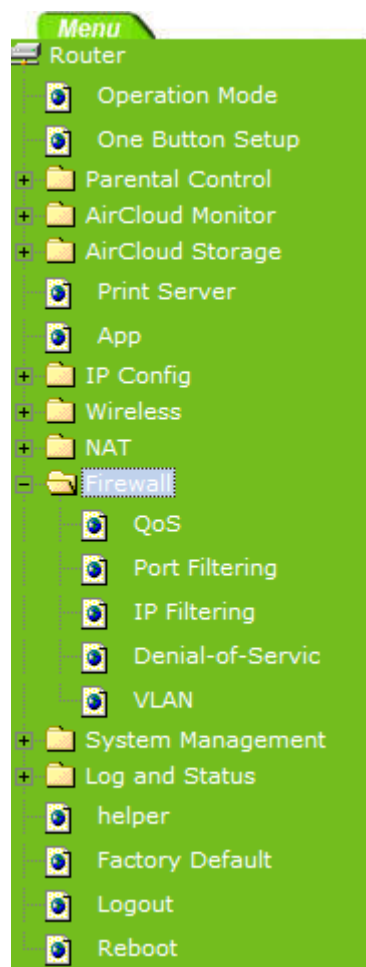 Menu
Router
Operation Mode
One Button Setup
Parental Control
AirCloud Monitor
AirCloud Storage
Print Server
App
IP Config
Wireless
NAT
Firewall
QoS
Port Filtering
IP Filtering
Denial-of-Servic
VLAN
System Management
Log and Status
helper
Factory Default
Logout
Reboot